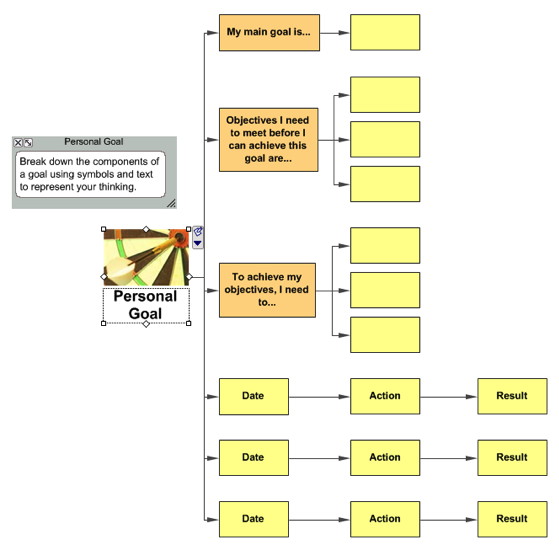 My main goal is...
Objectives I need
to meet before I
can achieve this
goal are...
Personal Goal
Break down the components of
a goal using symbols and text
to represent your thinking.
Personal
Goal
To achieve my
objectives, I need
to...
Date
Action
Result
Date
Action
Result
Date
Action
Result